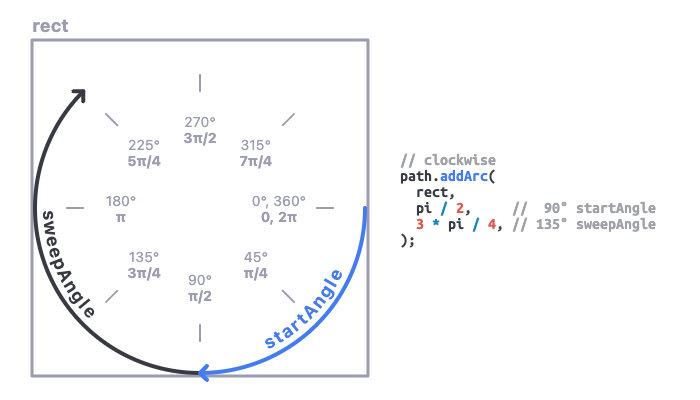 rect
270°
3π/2
225°
5π/4
315°
7π/4
180°
π
0°, 360°
0, 2π
135°
3π/4
45°
π/4
90°
π/2
sweepAngle
startAngle
// clockwise
path.addArc(
  rect,
  pi / 2,     //  90° startAngle
  3 * pi / 4, // 135° sweepAngle
);